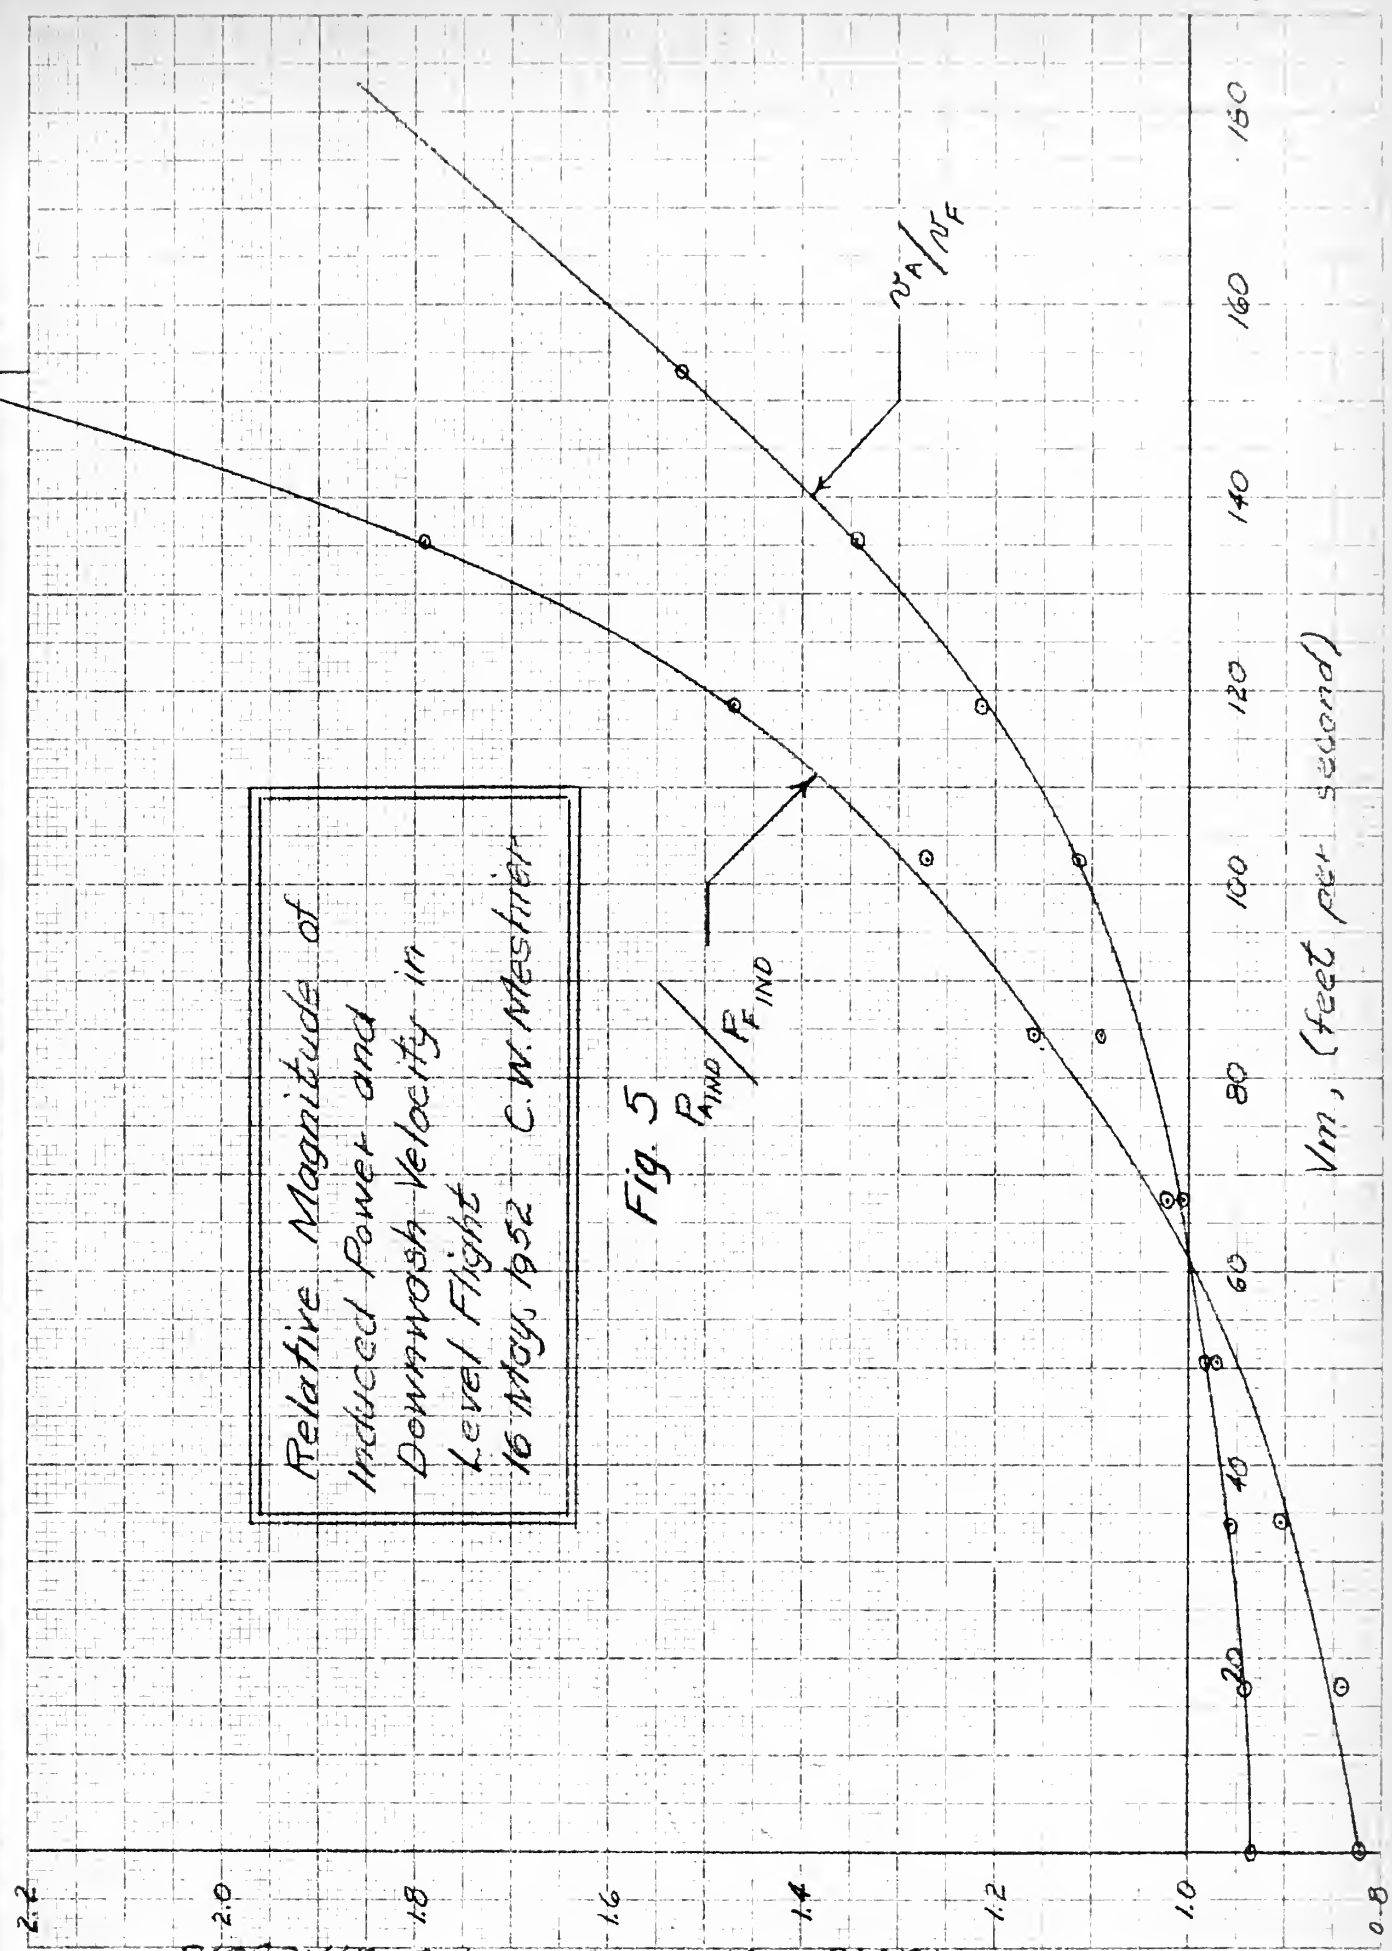 Relative Magnitude of
Induced Power and
Downwash Velocity in
Level Flight
16 May, 1952 C.W. Meshier
Fig. 5
P_A IND / P_F IND
v_A / v_F
2.2
2.0
1.8
1.6
1.4
1.2
1.0
0.8
20
40
60
80
100
120
140
160
180
Vm, (feet per second)